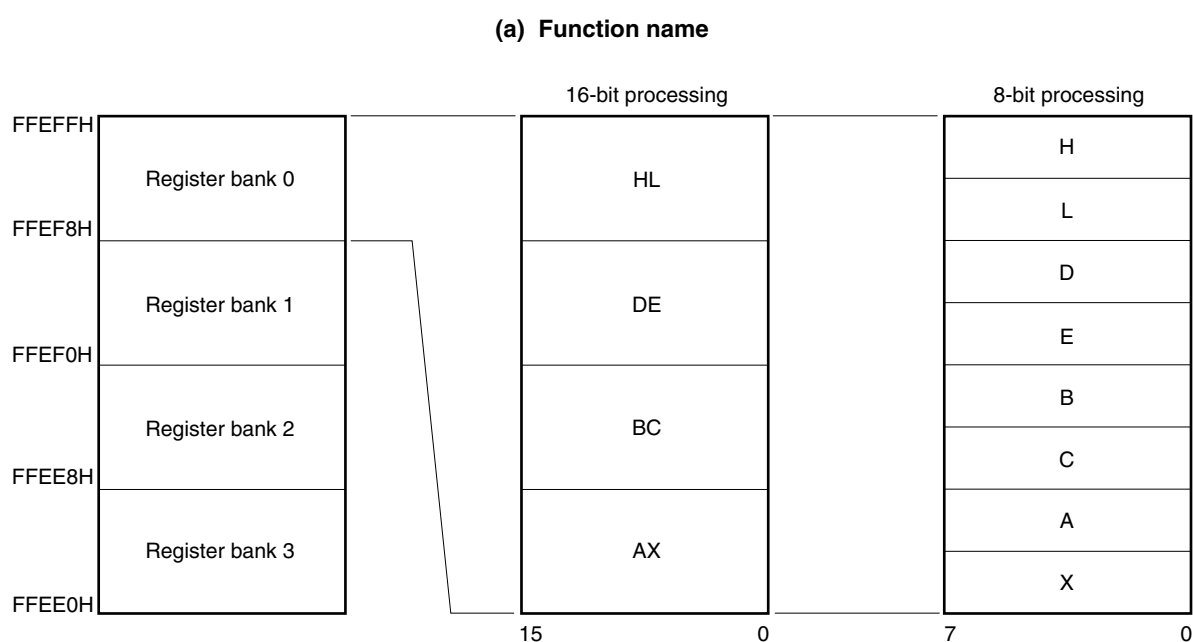 (a) Function name
16-bit processing
8-bit processing
FFEFFH
Register bank 0
HL
H
L
FFEF8H
Register bank 1
DE
D
E
FFEF0H
Register bank 2
BC
B
C
FFEE8H
Register bank 3
AX
A
X
FFEE0H
15 0
7 0